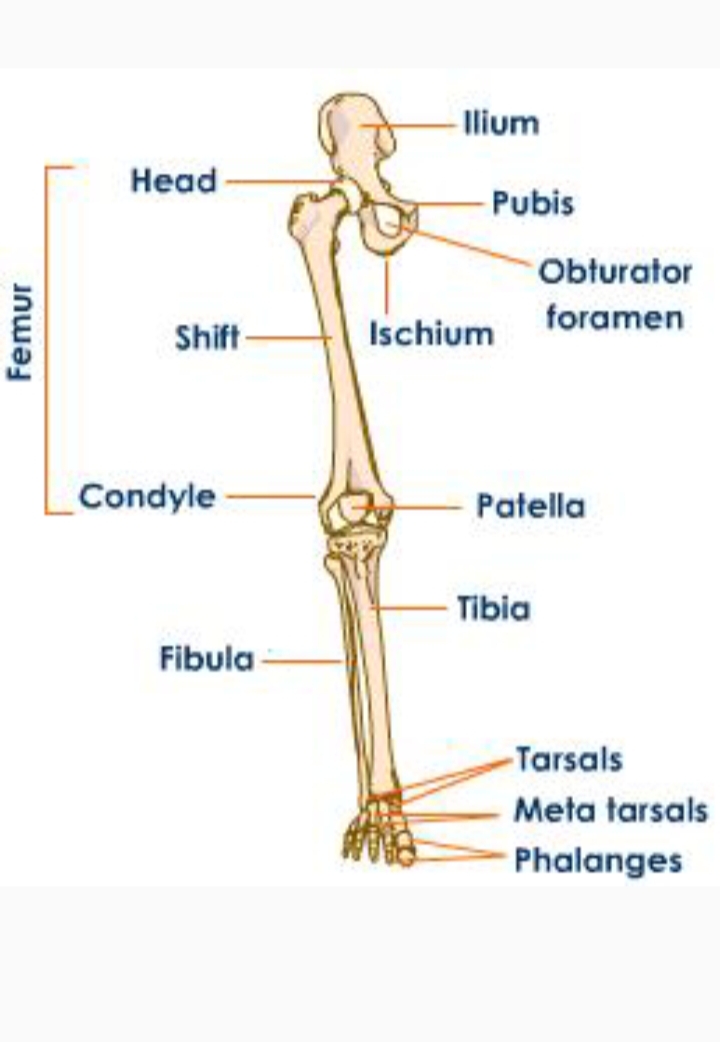 Ilium
Head
Pubis
Obturator
foramen
Femur
Shift
Ischium
Condyle
Patella
Tibia
Fibula
Tarsals
Meta tarsals
Phalanges